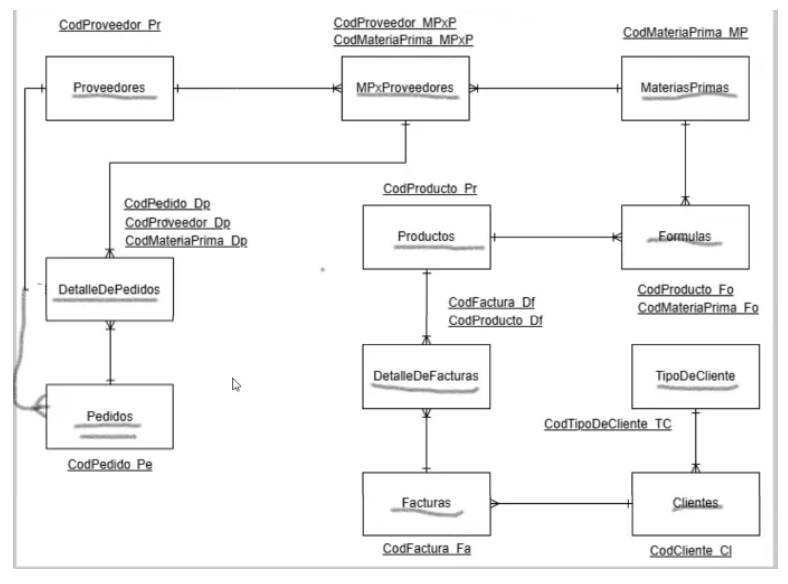 CodProveedor_Pr
CodProveedor_MPxP
CodMateriaPrima_MPxP
CodMateriaPrima_MP
Proveedores
MPxProveedores
MateriasPrimas
CodProducto_Pr
CodPedido_Dp
CodProveedor_Dp
CodMateriaPrima_Dp
Productos
Formulas
DetalleDePedidos
CodProducto_Fo
CodMateriaPrima_Fo
CodFactura_Df
CodProducto_Df
DetalleDeFacturas
TipoDeCliente
Pedidos
CodTipoDeCliente_TC
CodPedido_Pe
Facturas
Clientes
CodFactura_Fa
CodCliente_Cl